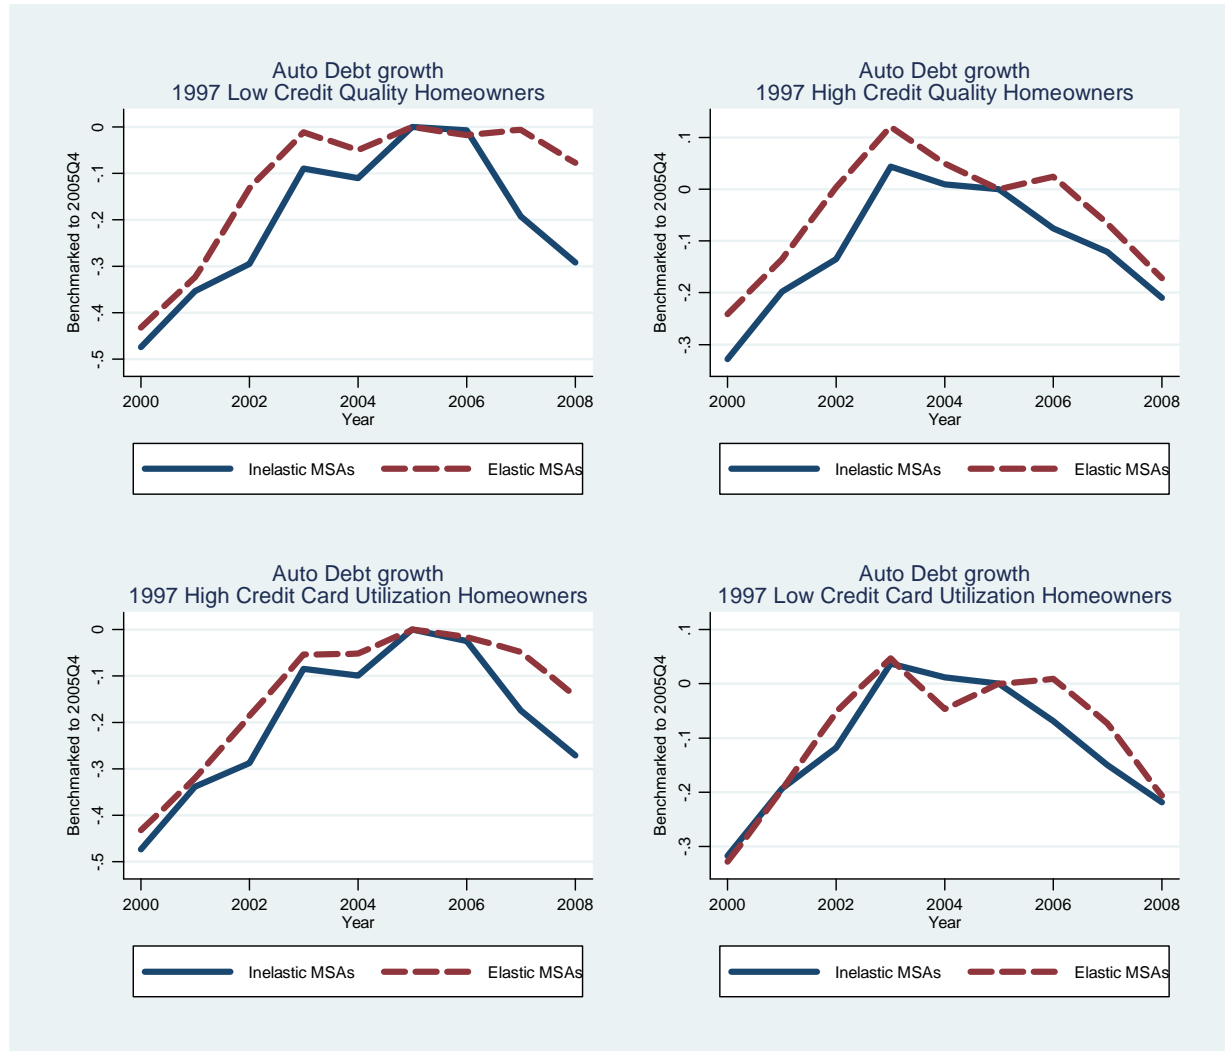 Auto Debt growth
1997 Low Credit Quality Homeowners
Benchmarked to 2005Q4
0
-.1
-.2
-.3
-.4
-.5
2000 2002 2004 2006 2008
Year
Inelastic MSAs Elastic MSAs
Auto Debt growth
1997 High Credit Quality Homeowners
Benchmarked to 2005Q4
.1
0
-.1
-.2
-.3
2000 2002 2004 2006 2008
Year
Inelastic MSAs Elastic MSAs
Auto Debt growth
1997 High Credit Card Utilization Homeowners
Benchmarked to 2005Q4
0
-.1
-.2
-.3
-.4
-.5
2000 2002 2004 2006 2008
Year
Inelastic MSAs Elastic MSAs
Auto Debt growth
1997 Low Credit Card Utilization Homeowners
Benchmarked to 2005Q4
.1
0
-.1
-.2
-.3
2000 2002 2004 2006 2008
Year
Inelastic MSAs Elastic MSAs